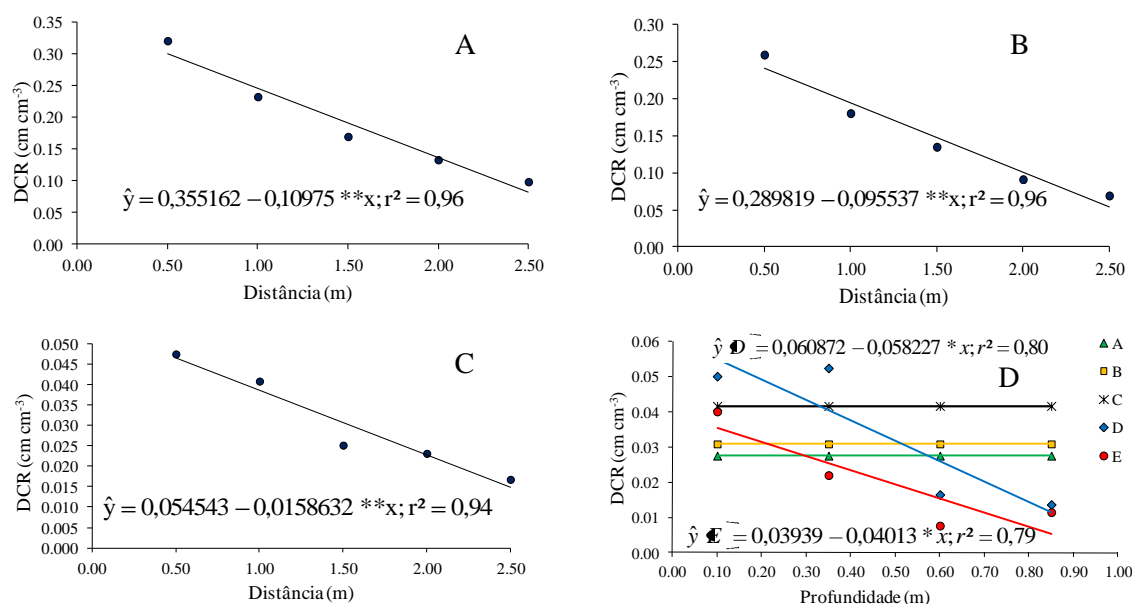 A
DCR (cm cm⁻³)
0.35
0.30
0.25
0.20
0.15
0.10
0.05
0.00
ŷ = 0,355162 – 0,10975 **x; r² = 0,96
0.00 0.50 1.00 1.50 2.00 2.50
Distância (m)
B
DCR (cm cm⁻³)
0.30
0.25
0.20
0.15
0.10
0.05
0.00
ŷ = 0,289819 – 0,095537 **x; r² = 0,96
0.00 0.50 1.00 1.50 2.00 2.50
Distância (m)
C
DCR (cm cm⁻³)
0.050
0.045
0.040
0.035
0.030
0.025
0.020
0.015
0.010
0.005
0.000
ŷ = 0,054543 – 0,0158632 **x; r² = 0,94
0.00 0.50 1.00 1.50 2.00 2.50
Distância (m)
ŷ D = 0,060872 – 0,058227 * x; r² = 0,80
D
DCR (cm cm⁻³)
0.06
0.05
0.04
0.03
0.02
0.01
0.00
A
B
C
D
E
ŷ E = 0,03939 – 0,04013 * x; r² = 0,79
0.00 0.10 0.20 0.30 0.40 0.50 0.60 0.70 0.80 0.90 1.00
Profundidade (m)